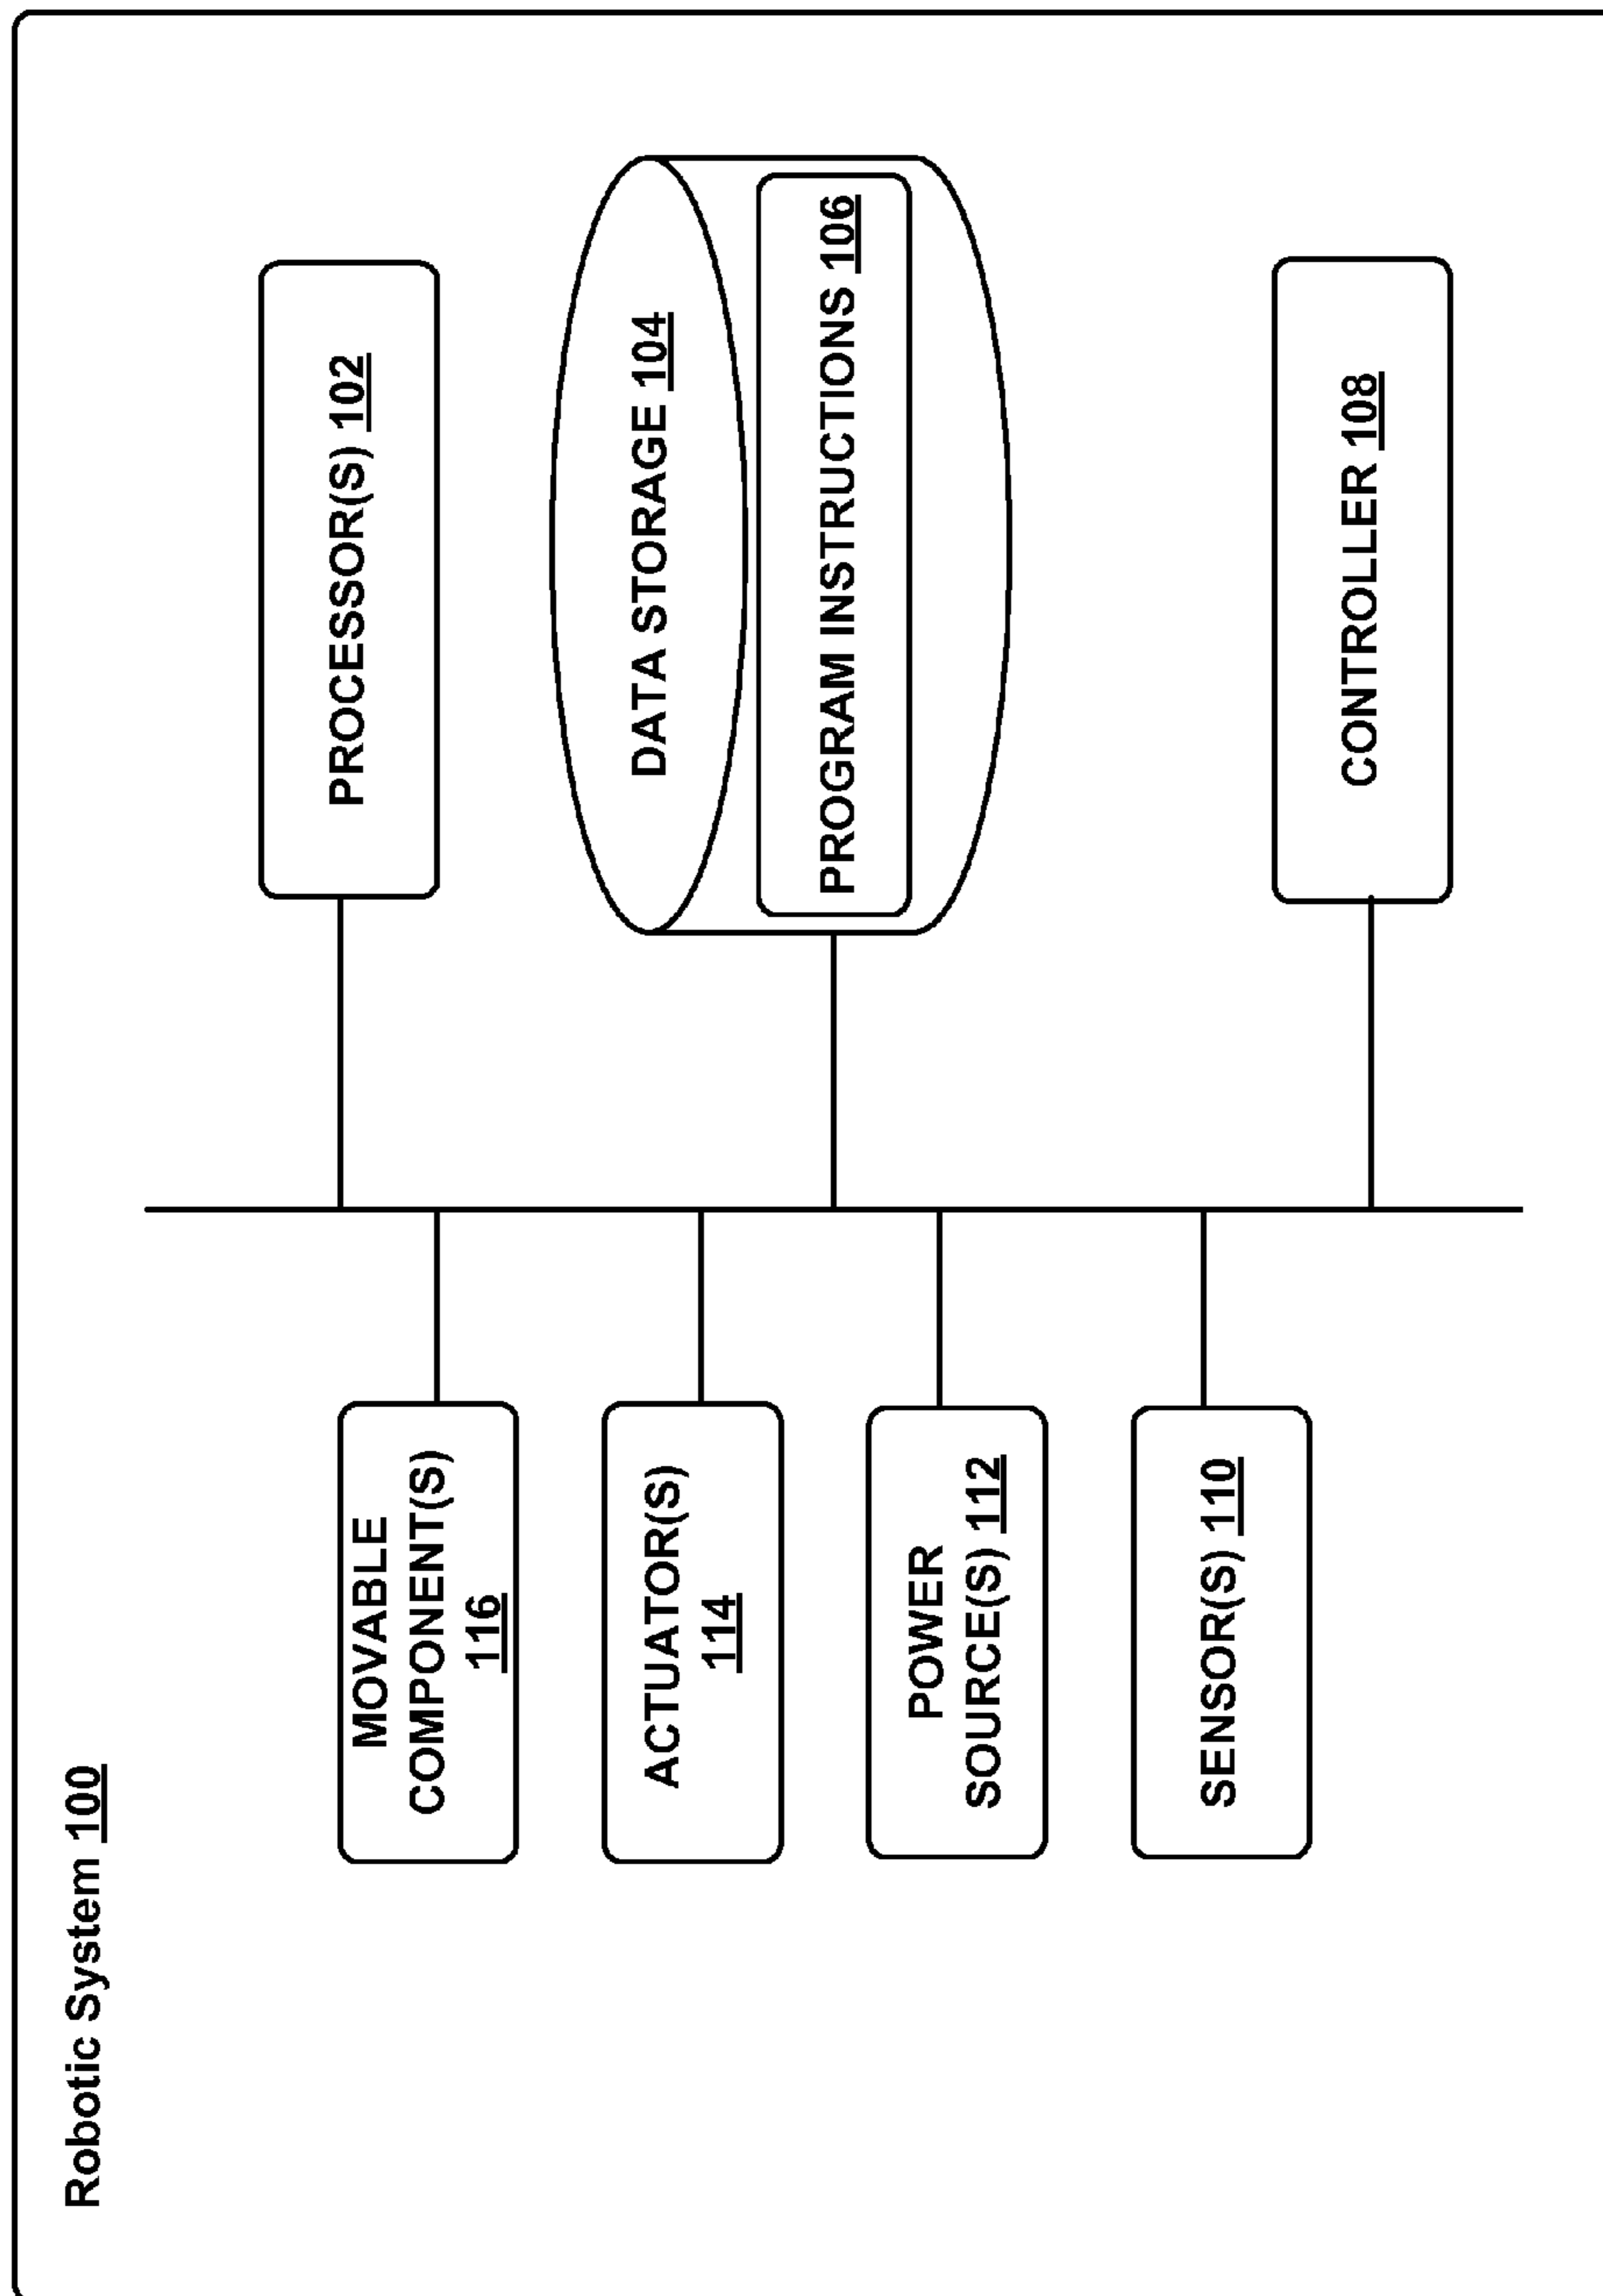 Robotic System 100
MOVABLE
COMPONENT(S)
116
ACTUATOR(S)
114
POWER
SOURCE(S) 112
SENSOR(S) 110
PROCESSOR(S) 102
DATA STORAGE 104
PROGRAM INSTRUCTIONS 106
CONTROLLER 108